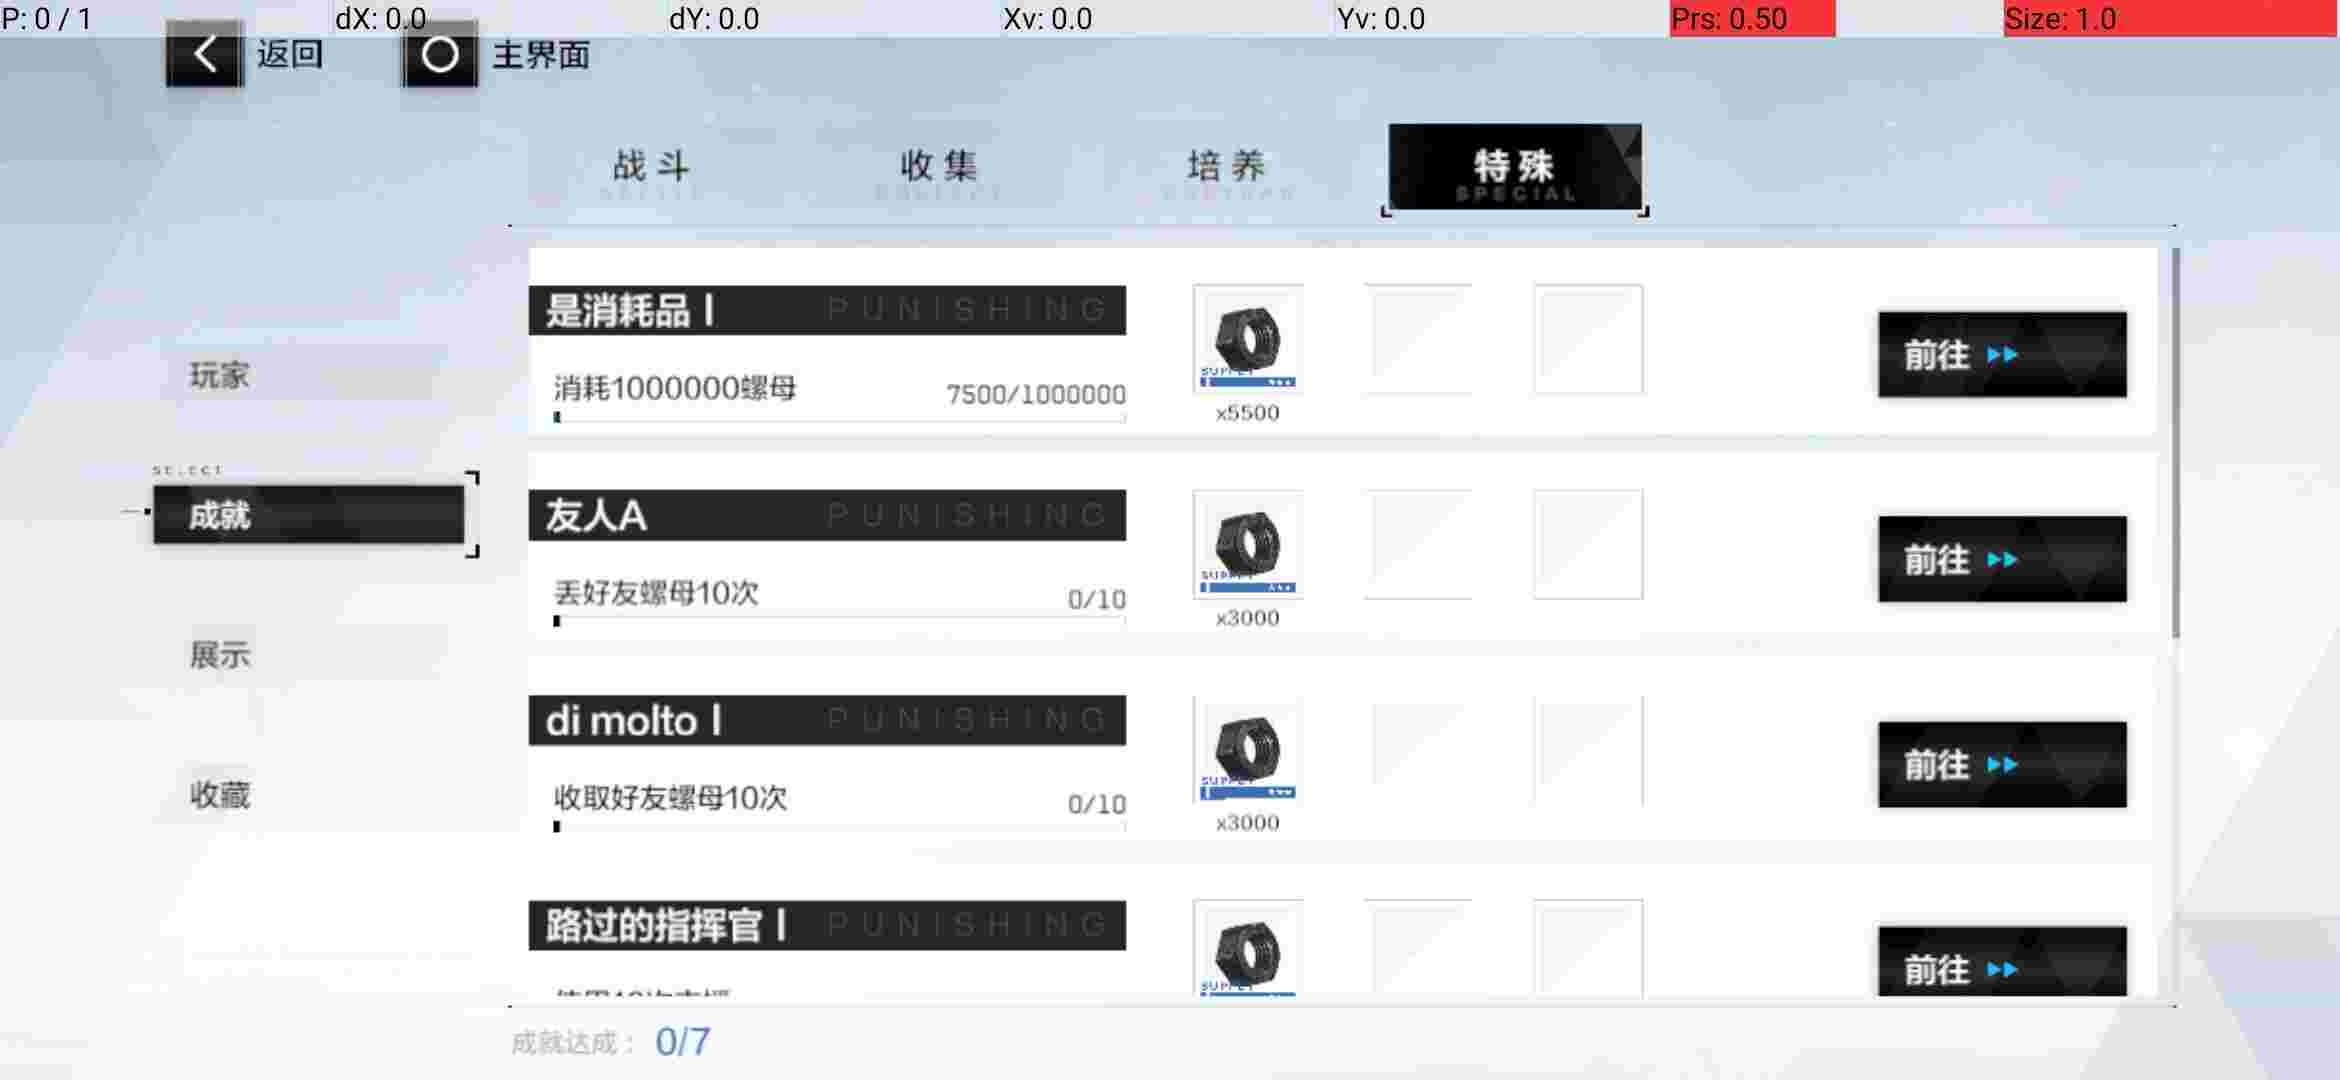 P: 0 / 1 dX: 0.0 dY: 0.0 Xv: 0.0 Yv: 0.0 Prs: 0.50 Size: 1.0
返回 主界面
战斗 收集 培养 特殊
SPECIAL
是消耗品 I PUNISHING
消耗1000000螺母 7500/1000000
x5500
前往
玩家
SELECT
成就
展示
收藏
友人A PUNISHING
丢好友螺母10次 0/10
x3000
前往
di molto I PUNISHING
收取好友螺母10次 0/10
x3000
前往
路过的指挥官 I PUNISHING
前往
成就达成： 0/7